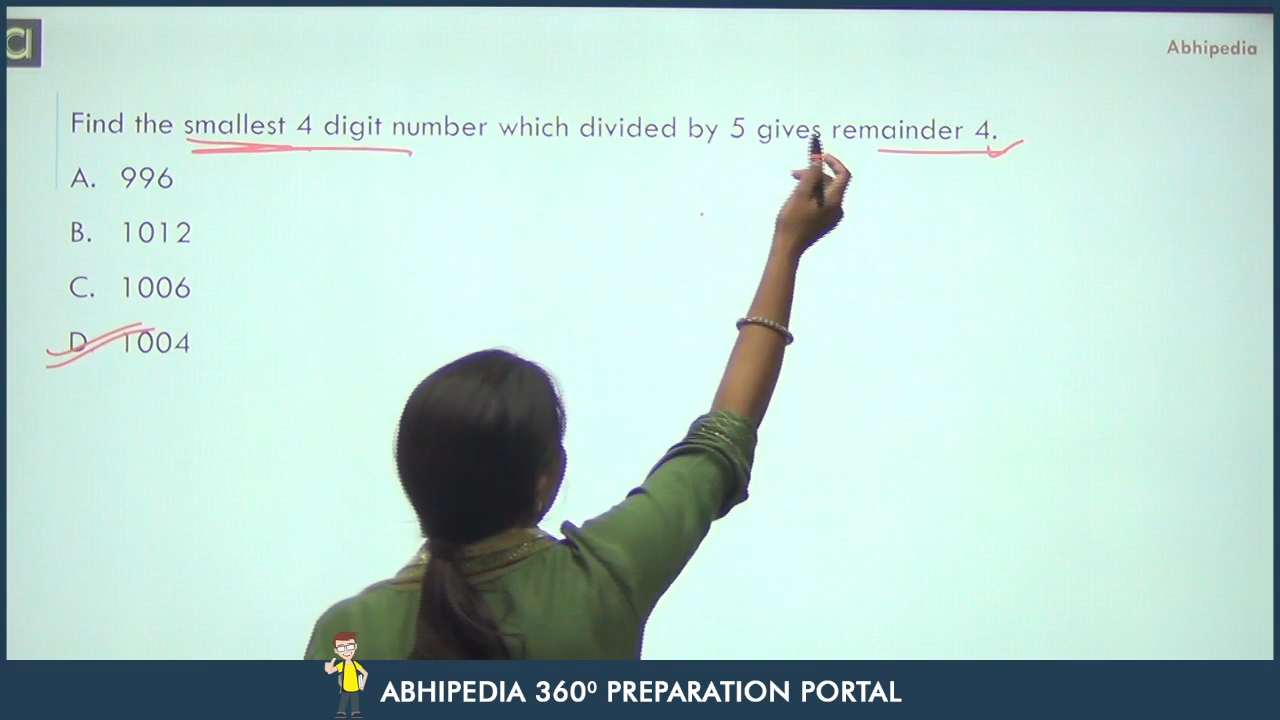 a
Abhipedia
Find the smallest 4 digit number which divided by 5 gives remainder 4.
A. 996
B. 1012
C. 1006
D. 1004
ABHIPEDIA 360⁰ PREPARATION PORTAL